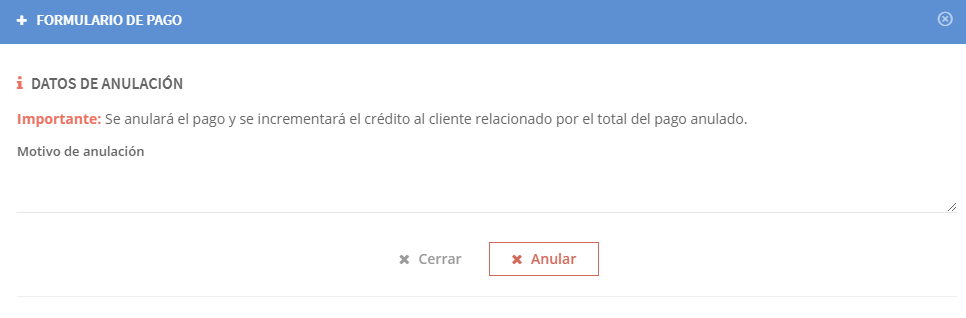 FORMULARIO DE PAGO
DATOS DE ANULACIÓN
Importante: Se anulará el pago y se incrementará el crédito al cliente relacionado por el total del pago anulado.
Motivo de anulación
Cerrar
Anular